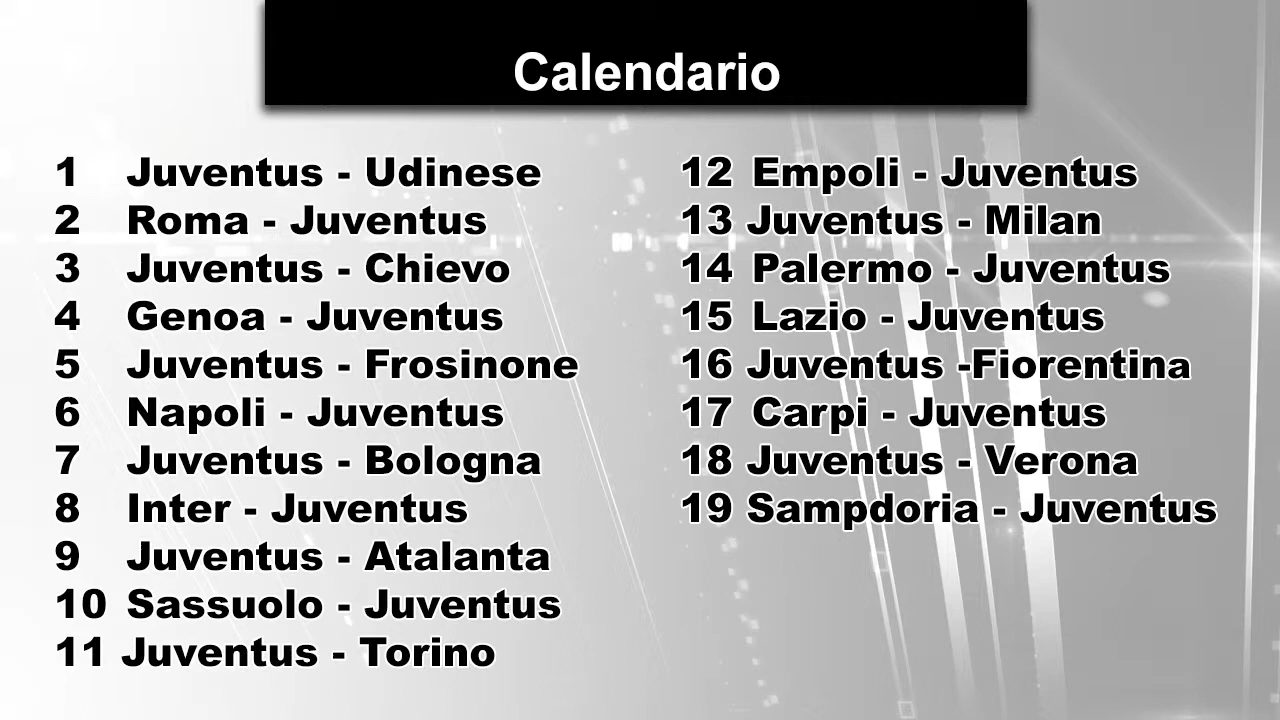 Calendario
1 Juventus - Udinese
2 Roma - Juventus
3 Juventus - Chievo
4 Genoa - Juventus
5 Juventus - Frosinone
6 Napoli - Juventus
7 Juventus - Bologna
8 Inter - Juventus
9 Juventus - Atalanta
10 Sassuolo - Juventus
11 Juventus - Torino
12 Empoli - Juventus
13 Juventus - Milan
14 Palermo - Juventus
15 Lazio - Juventus
16 Juventus -Fiorentina
17 Carpi - Juventus
18 Juventus - Verona
19 Sampdoria - Juventus